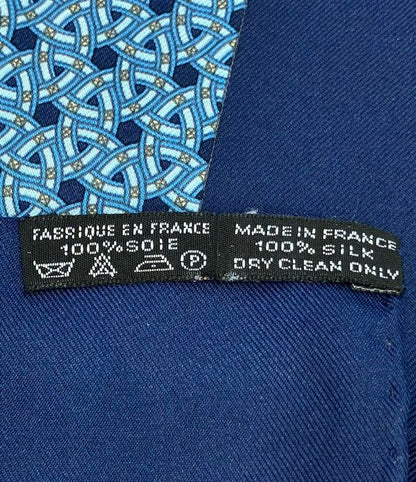 FABRIQUE EN FRANCE
100% SOIE
P
MADE IN FRANCE
100% SILK
DRY CLEAN ONLY